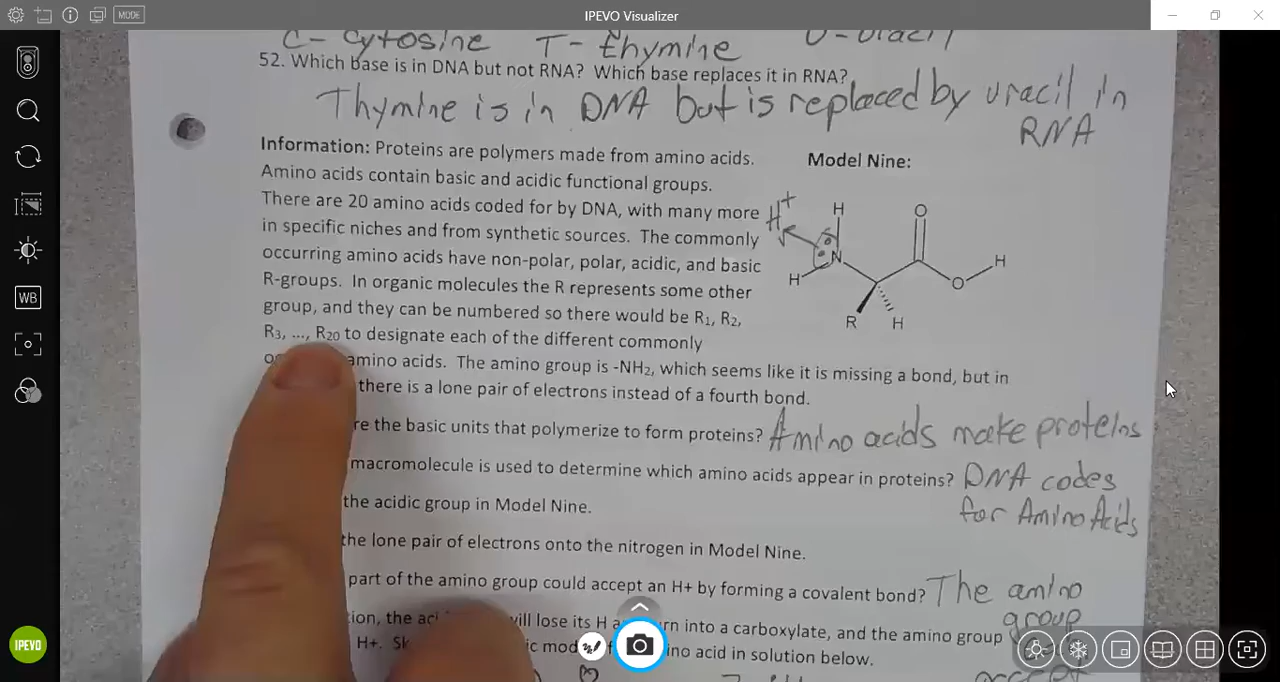 IPEVO Visualizer
MODE
C- Cytosine T- thymine U-Uracil
52. Which base is in DNA but not RNA? Which base replaces it in RNA?
Thymine is in DNA but is replaced by uracil in
RNA
Information: Proteins are polymers made from amino acids.
Amino acids contain basic and acidic functional groups.
There are 20 amino acids coded for by DNA, with many more
in specific niches and from synthetic sources. The commonly
occurring amino acids have non-polar, polar, acidic, and basic
R-groups. In organic molecules the R represents some other
group, and they can be numbered so there would be R1, R2,
R3, ..., R20 to designate each of the different commonly
amino acids. The amino group is -NH2, which seems like it is missing a bond, but in
there is a lone pair of electrons instead of a fourth bond.
Model Nine:
H+
H
O
N
H
H
O
R
H
re the basic units that polymerize to form proteins? Amino acids make proteins
macromolecule is used to determine which amino acids appear in proteins? DNA codes
for Amino Acids
the acidic group in Model Nine.
the lone pair of electrons onto the nitrogen in Model Nine.
part of the amino group could accept an H+ by forming a covalent bond? The amino
group
will lose its H turn into a carboxylate, and the amino group
H+. no acid in solution below.
accept
WB
IPEVO